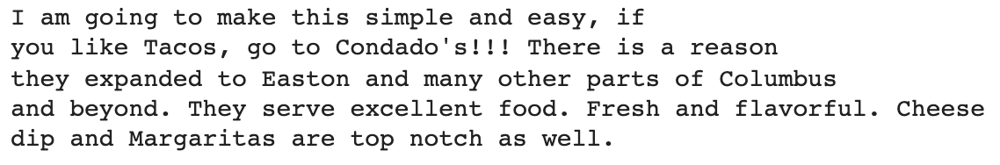 I am going to make this simple and easy, if
you like Tacos, go to Condado's!!! There is a reason
they expanded to Easton and many other parts of Columbus
and beyond. They serve excellent food. Fresh and flavorful. Cheese
dip and Margaritas are top notch as well.